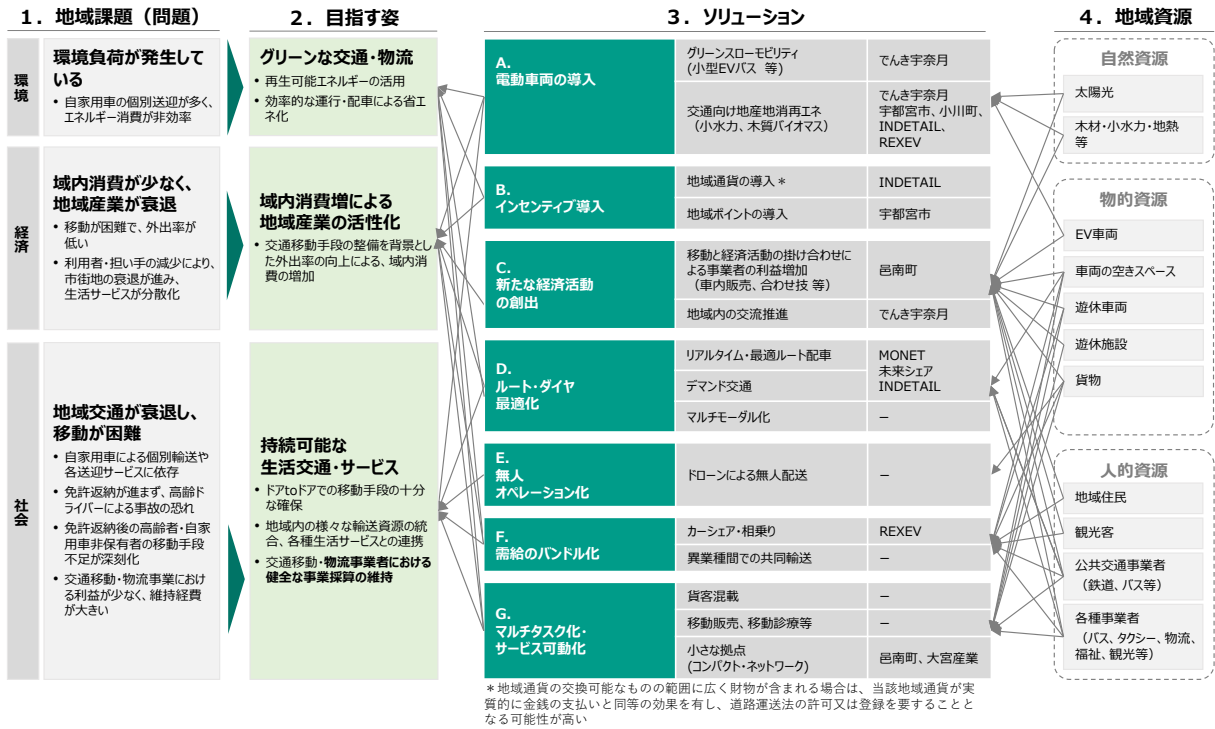 １．地域課題（問題）
２．目指す姿
３．ソリューション
４．地域資源
環境
環境負荷が発生して
いる
• 自家用車の個別送迎が多く、
エネルギー消費が非効率
経済
域内消費が少なく、
地域産業が衰退
• 移動が困難で、外出率が
低い
• 利用者・担い手の減少により、
市街地の衰退が進み、
生活サービスが分散化
社会
地域交通が衰退し、
移動が困難
• 自家用車による個別輸送や
各送迎サービスに依存
• 免許返納が進まず、高齢ド
ライバーによる事故の恐れ
• 免許返納後の高齢者・自家
用車非保有者の移動手段
不足が深刻化
• 交通移動・物流事業におけ
る利益が少なく、維持経費
が大きい
グリーンな交通・物流
• 再生可能エネルギーの活用
• 効率的な運行・配車による省エ
ネ化
域内消費増による
地域産業の活性化
• 交通移動手段の整備を背景とし
た外出率の向上による、域内消
費の増加
持続可能な
生活交通・サービス
• ドアtoドアでの移動手段の十分
な確保
• 地域内の様々な輸送資源の統
合、各種生活サービスとの連携
• 交通移動・物流事業者における
健全な事業採算の維持
A.
電動車両の導入
グリーンスローモビリティ
(小型EVバス 等)
でんき宇奈月
交通向け地産地消再エネ
（小水力、木質バイオマス）
でんき宇奈月
宇都宮市、小川町、
INDETAIL、
REXEV
B.
インセンティブ導入
地域通貨の導入＊
INDETAIL
地域ポイントの導入
宇都宮市
C.
新たな経済活動
の創出
移動と経済活動の掛け合わせに
よる事業者の利益増加
（車内販売、合わせ技 等）
邑南町
地域内の交流推進
でんき宇奈月
D.
ルート・ダイヤ
最適化
リアルタイム・最適ルート配車
デマンド交通
MONET
未来シェア
INDETAIL
マルチモーダル化
－
E.
無人
オペレーション化
ドローンによる無人配送
－
F.
需給のバンドル化
カーシェア・相乗り
REXEV
異業種間での共同輸送
－
G.
マルチタスク化・
サービス可動化
貨客混載
－
移動販売、移動診療等
－
小さな拠点
(コンパクト・ネットワーク)
邑南町、大宮産業
＊地域通貨の交換可能なものの範囲に広く財物が含まれる場合は、当該地域通貨が実
質的に金銭の支払いと同等の効果を有し、道路運送法の許可又は登録を要することと
なる可能性が高い
自然資源
太陽光
木材・小水力・地熱
等
物的資源
EV車両
車両の空きスペース
遊休車両
遊休施設
貨物
人的資源
地域住民
観光客
公共交通事業者
（鉄道、バス等）
各種事業者
（バス、タクシー、物流、
福祉、観光等）